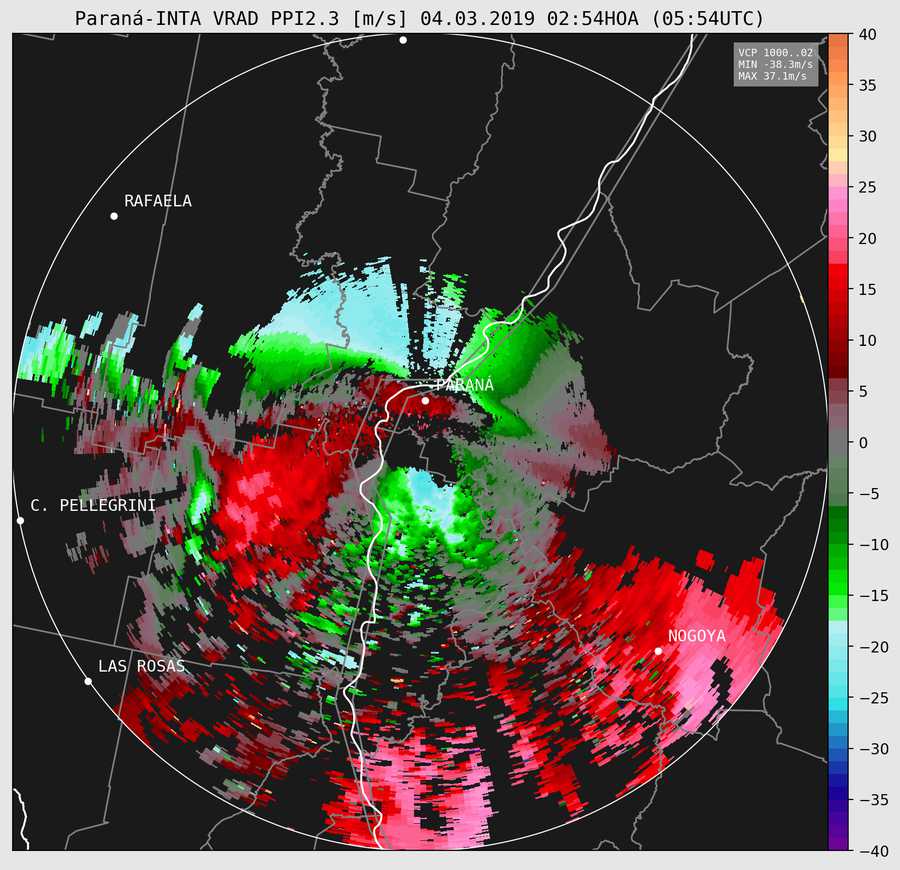 Paraná-INTA VRAD PPI2.3 [m/s] 04.03.2019 02:54HOA (05:54UTC)
VCP 1000..02
MIN -38.3m/s
MAX 37.1m/s
40
35
30
25
20
15
10
5
0
−5
−10
−15
−20
−25
−30
−35
−40
RAFAELA
PARANÁ
C. PELLEGRINI
NOGOYA
LAS ROSAS